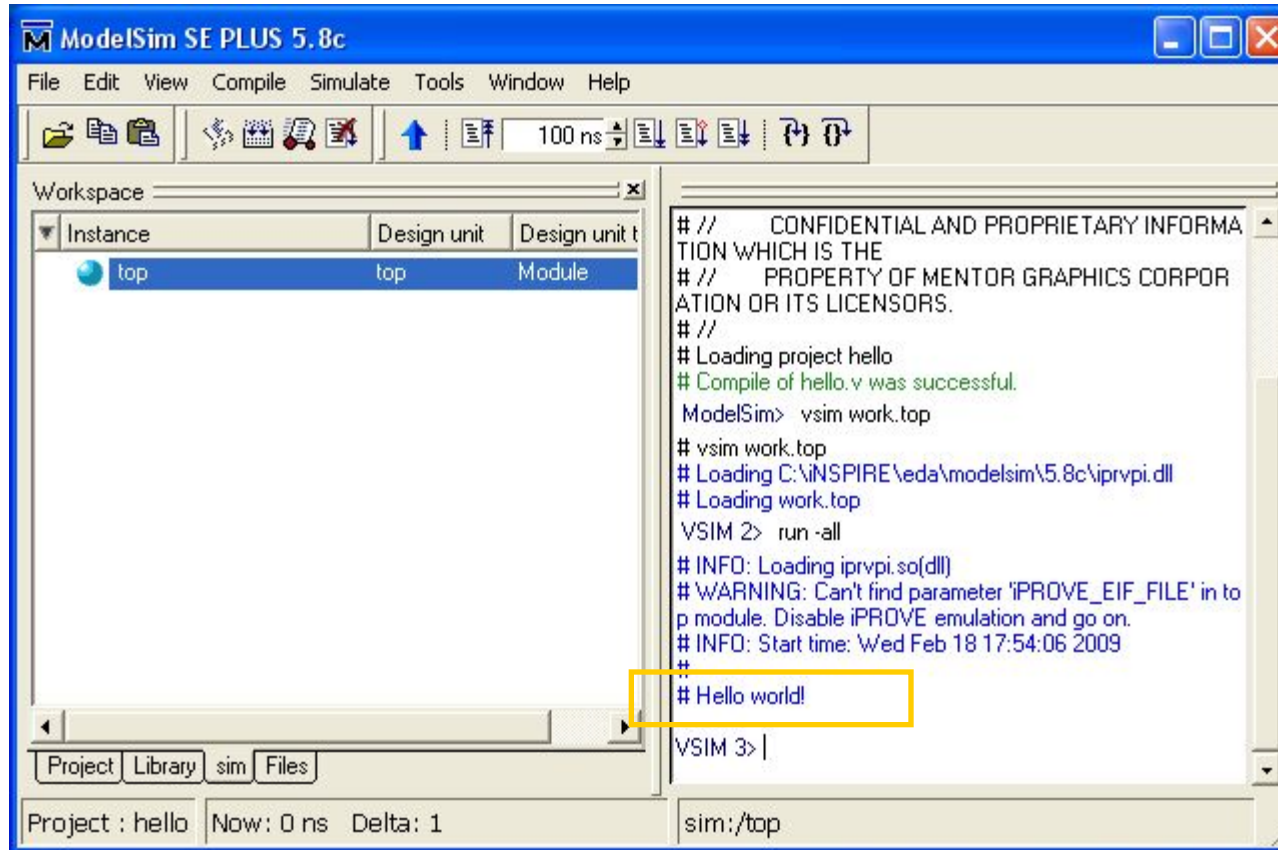 ModelSim SE PLUS 5.8c
File Edit View Compile Simulate Tools Window Help
100 ns
Workspace
Instance Design unit Design unit t
top top Module
# // CONFIDENTIAL AND PROPRIETARY INFORMA
TION WHICH IS THE
# // PROPERTY OF MENTOR GRAPHICS CORPOR
ATION OR ITS LICENSORS.
# //
# Loading project hello
# Compile of hello.v was successful.
ModelSim> vsim work.top
# vsim work.top
# Loading C:\iNSPIRE\eda\modelsim\5.8c\iprvpi.dll
# Loading work.top
VSIM 2> run -all
# INFO: Loading iprvpi.so(dll)
# WARNING: Can't find parameter 'iPROVE_EIF_FILE' in to
p module. Disable iPROVE emulation and go on.
# INFO: Start time: Wed Feb 18 17:54:06 2009
#
# Hello world!
VSIM 3>
Project Library sim Files
Project : hello Now: 0 ns Delta: 1 sim:/top